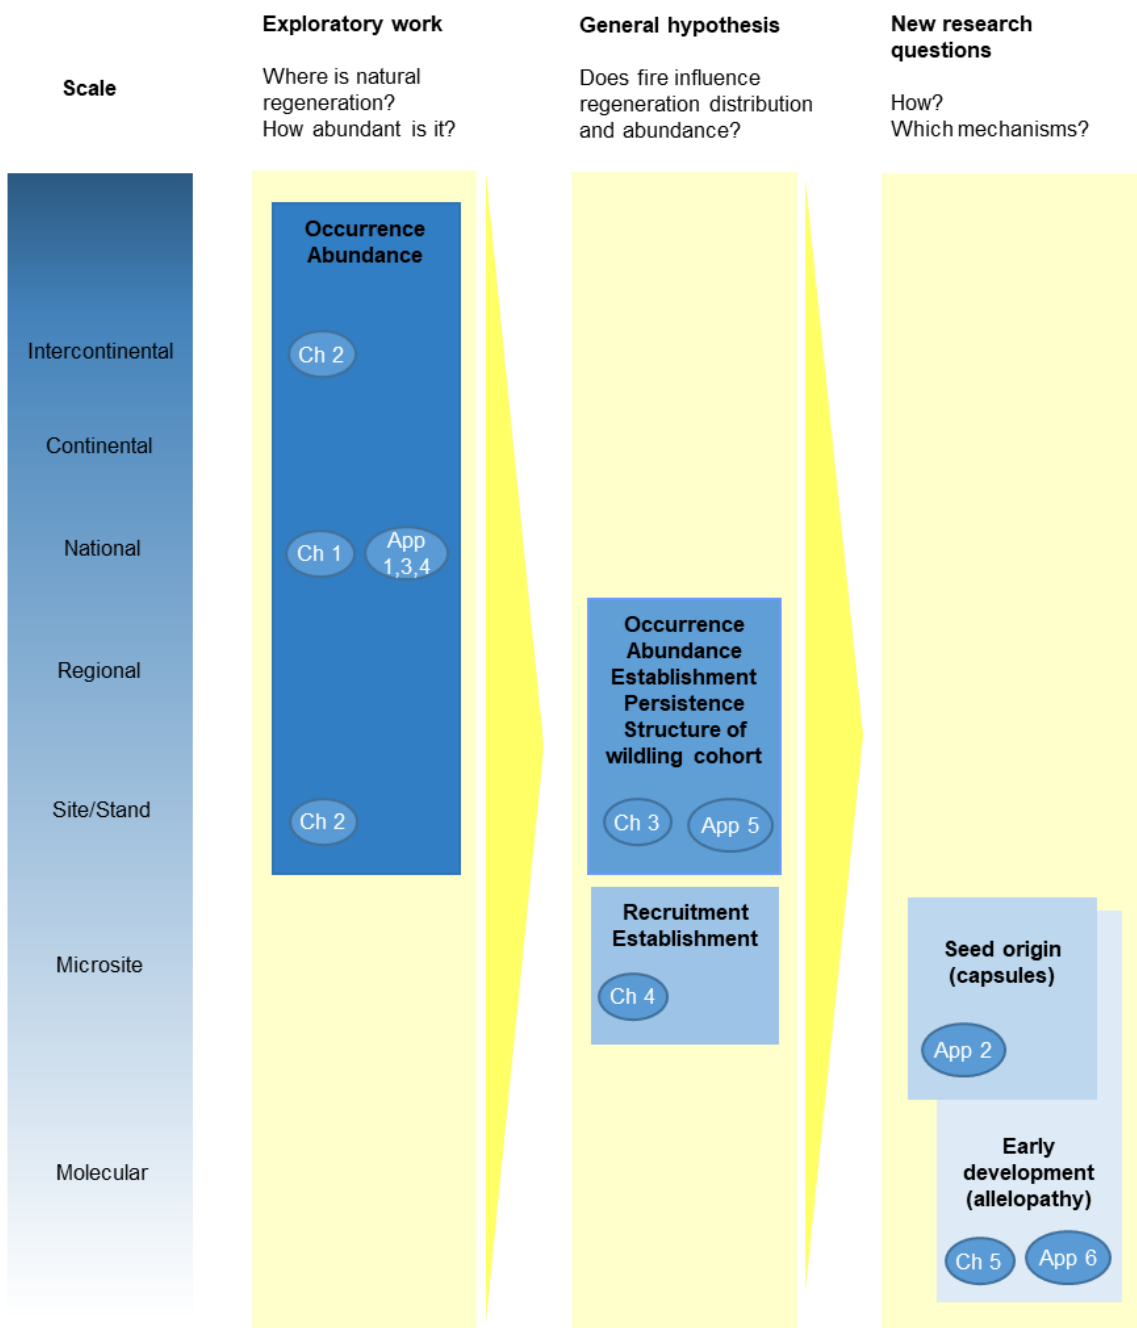 Scale
Exploratory work
Where is natural
regeneration?
How abundant is it?
General hypothesis
Does fire influence
regeneration distribution
and abundance?
New research
questions
How?
Which mechanisms?
Intercontinental
Continental
National
Regional
Site/Stand
Microsite
Molecular
Occurrence
Abundance
Ch 2
Ch 1
App
1,3,4
Ch 2
Occurrence
Abundance
Establishment
Persistence
Structure of
wildling cohort
Ch 3
App 5
Recruitment
Establishment
Ch 4
Seed origin
(capsules)
App 2
Early
development
(allelopathy)
Ch 5
App 6